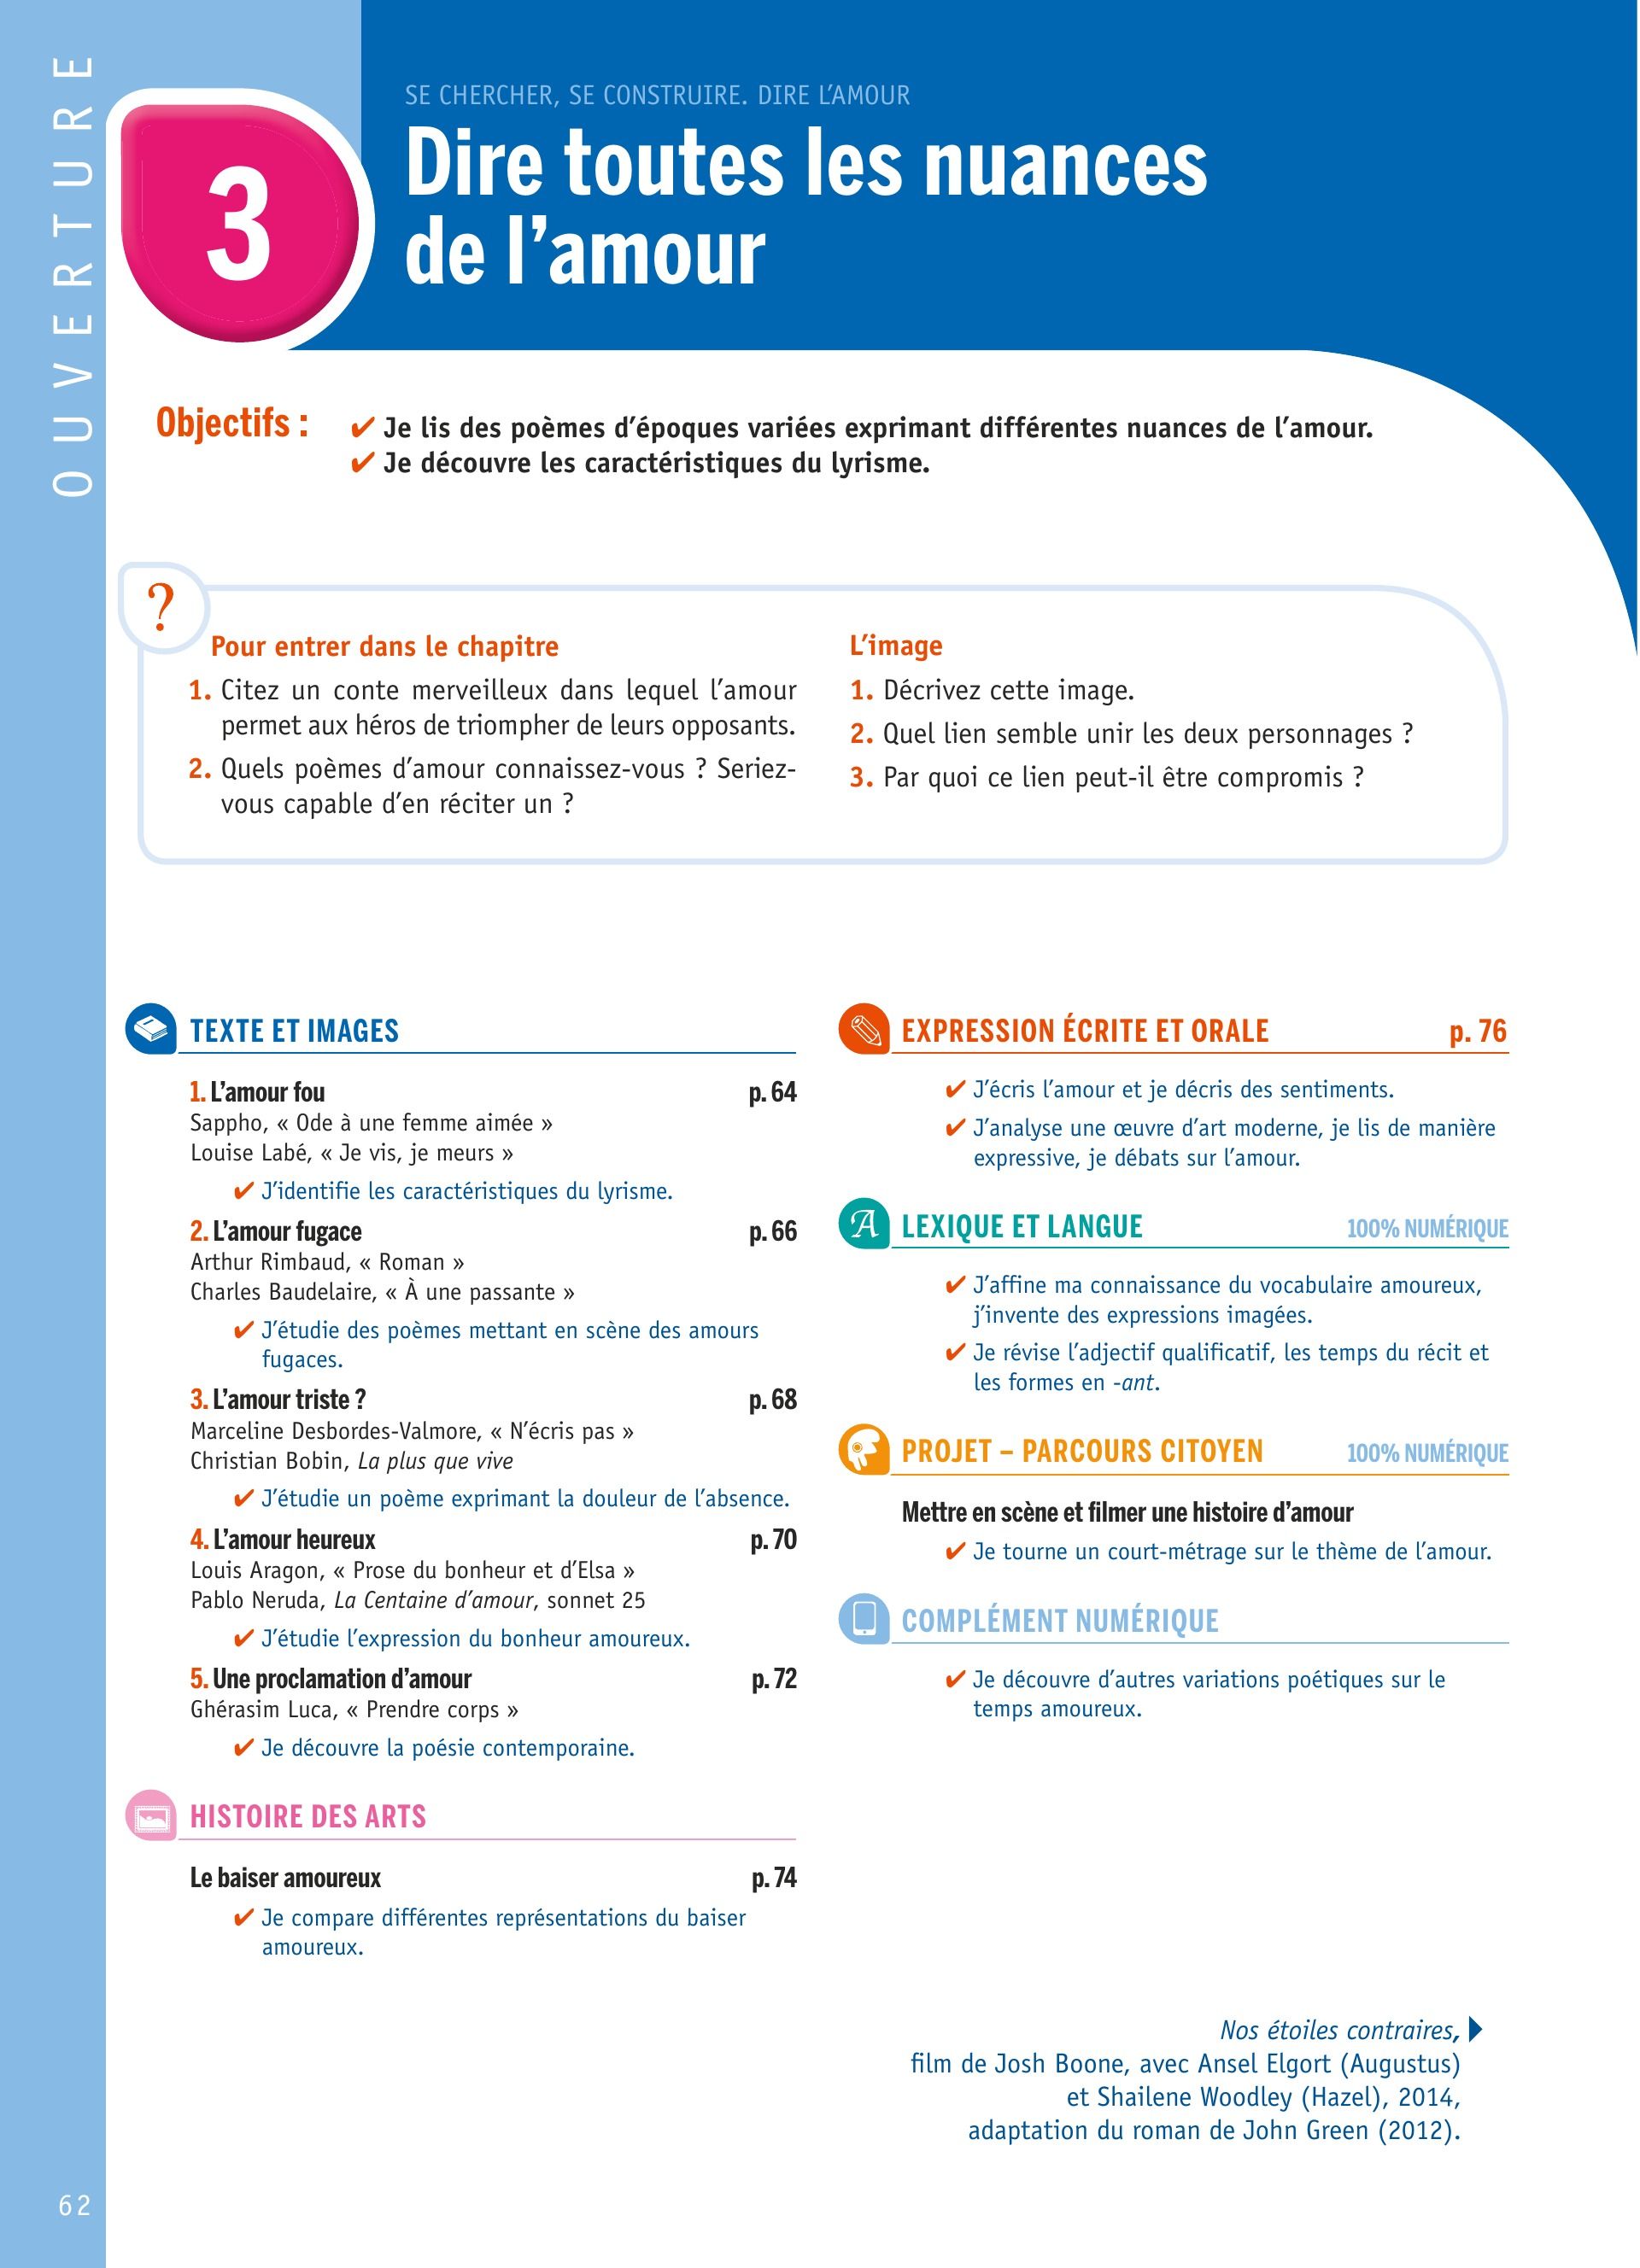 OUVERTURE
3
SE CHERCHER, SE CONSTRUIRE. DIRE L’AMOUR
Dire toutes les nuances
de l’amour
Objectifs :
✔ Je lis des poèmes d’époques variées exprimant différentes nuances de l’amour.
✔ Je découvre les caractéristiques du lyrisme.
?
Pour entrer dans le chapitre
1. Citez un conte merveilleux dans lequel l’amour
permet aux héros de triompher de leurs opposants.
2. Quels poèmes d’amour connaissez-vous ? Seriez-
vous capable d’en réciter un ?
L’image
1. Décrivez cette image.
2. Quel lien semble unir les deux personnages ?
3. Par quoi ce lien peut-il être compromis ?
TEXTE ET IMAGES
1. L’amour fou p. 64
Sappho, « Ode à une femme aimée »
Louise Labé, « Je vis, je meurs »
✔ J’identifie les caractéristiques du lyrisme.
2. L’amour fugace p. 66
Arthur Rimbaud, « Roman »
Charles Baudelaire, « À une passante »
✔ J’étudie des poèmes mettant en scène des amours
fugaces.
3. L’amour triste ? p. 68
Marceline Desbordes-Valmore, « N’écris pas »
Christian Bobin, La plus que vive
✔ J’étudie un poème exprimant la douleur de l’absence.
4. L’amour heureux p. 70
Louis Aragon, « Prose du bonheur et d’Elsa »
Pablo Neruda, La Centaine d’amour, sonnet 25
✔ J’étudie l’expression du bonheur amoureux.
5. Une proclamation d’amour p. 72
Ghérasim Luca, « Prendre corps »
✔ Je découvre la poésie contemporaine.
HISTOIRE DES ARTS
Le baiser amoureux p. 74
✔ Je compare différentes représentations du baiser
amoureux.
EXPRESSION ÉCRITE ET ORALE p. 76
✔ J’écris l’amour et je décris des sentiments.
✔ J’analyse une œuvre d’art moderne, je lis de manière
expressive, je débats sur l’amour.
A LEXIQUE ET LANGUE 100% NUMÉRIQUE
✔ J’affine ma connaissance du vocabulaire amoureux,
j’invente des expressions imagées.
✔ Je révise l’adjectif qualificatif, les temps du récit et
les formes en -ant.
PROJET – PARCOURS CITOYEN 100% NUMÉRIQUE
Mettre en scène et filmer une histoire d’amour
✔ Je tourne un court-métrage sur le thème de l’amour.
COMPLÉMENT NUMÉRIQUE
✔ Je découvre d’autres variations poétiques sur le
temps amoureux.
Nos étoiles contraires,
film de Josh Boone, avec Ansel Elgort (Augustus)
et Shailene Woodley (Hazel), 2014,
adaptation du roman de John Green (2012).
62